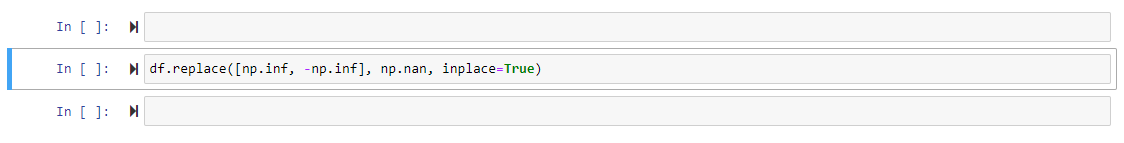 In [ ]:
In [ ]: df.replace([np.inf, -np.inf], np.nan, inplace=True)
In [ ]: